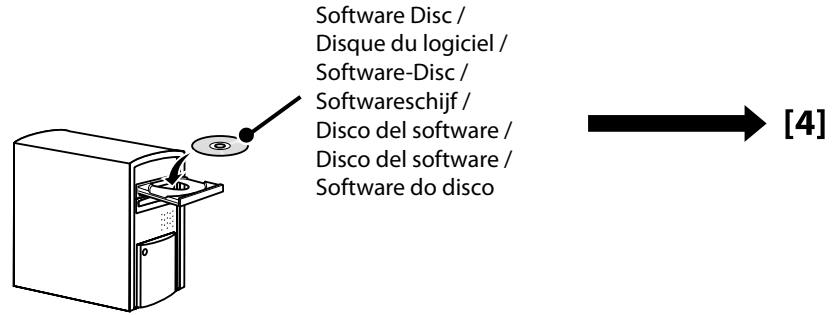 Software Disc /
Disque du logiciel /
Software-Disc /
Softwareschijf /
Disco del software /
Disco del software /
Software do disco
[4]